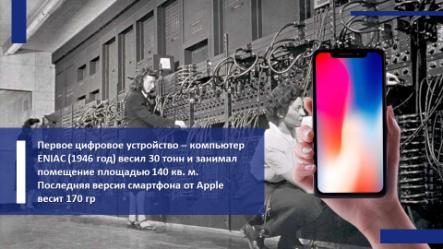 Первое цифровое устройство – компьютер
ENIAC (1946 год) весил 30 тонн и занимал
помещение площадью 140 кв. м.
Последняя версия смартфона от Apple
весит 170 гр